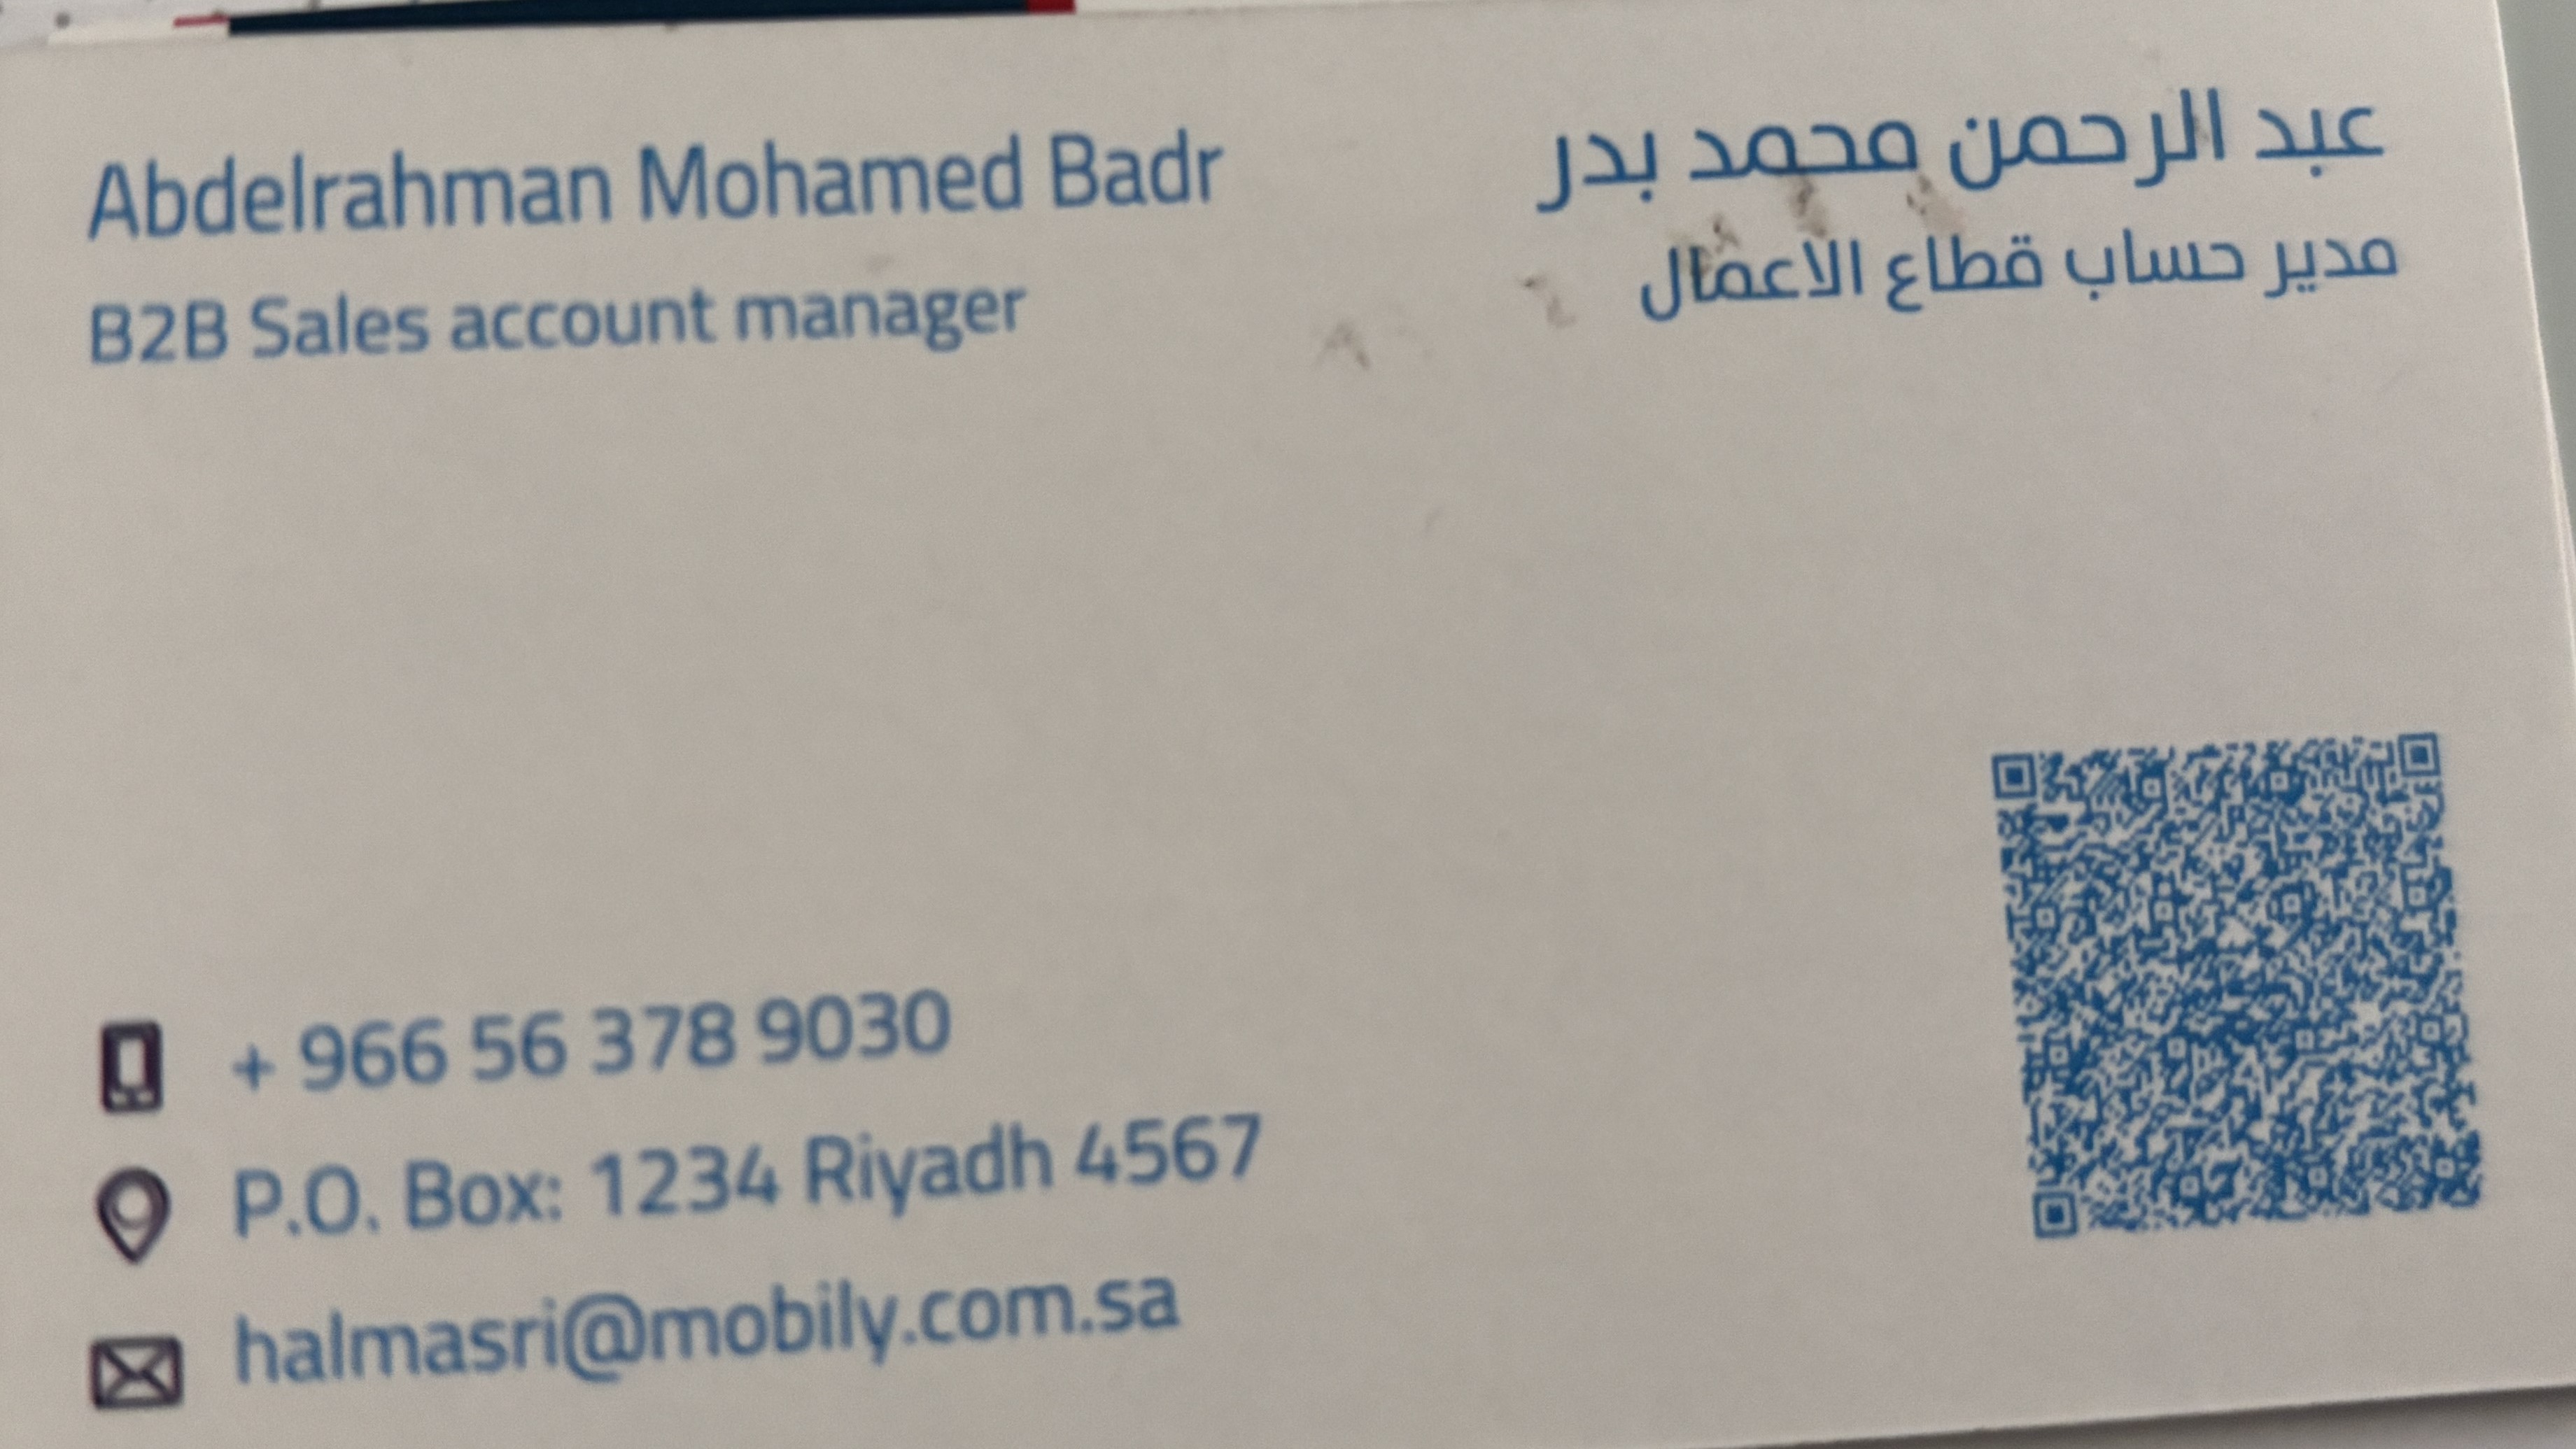 Abdelrahman Mohamed Badr
B2B Sales account manager
عبد الرحمن محمد بدر
مدير حساب قطاع الاعمال
+ 966 56 378 9030
P.O. Box: 1234 Riyadh 4567
halmasri@mobily.com.sa